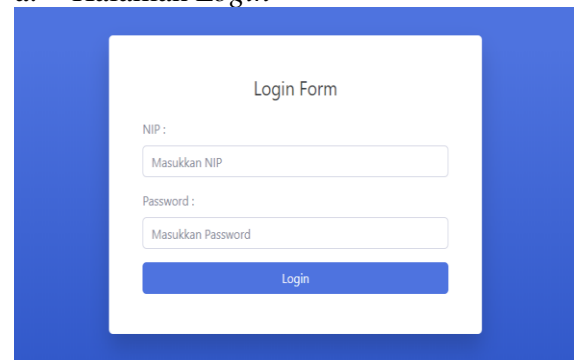 a. Halaman Login
Login Form
NIP :
Masukkan NIP
Password :
Masukkan Password
Login